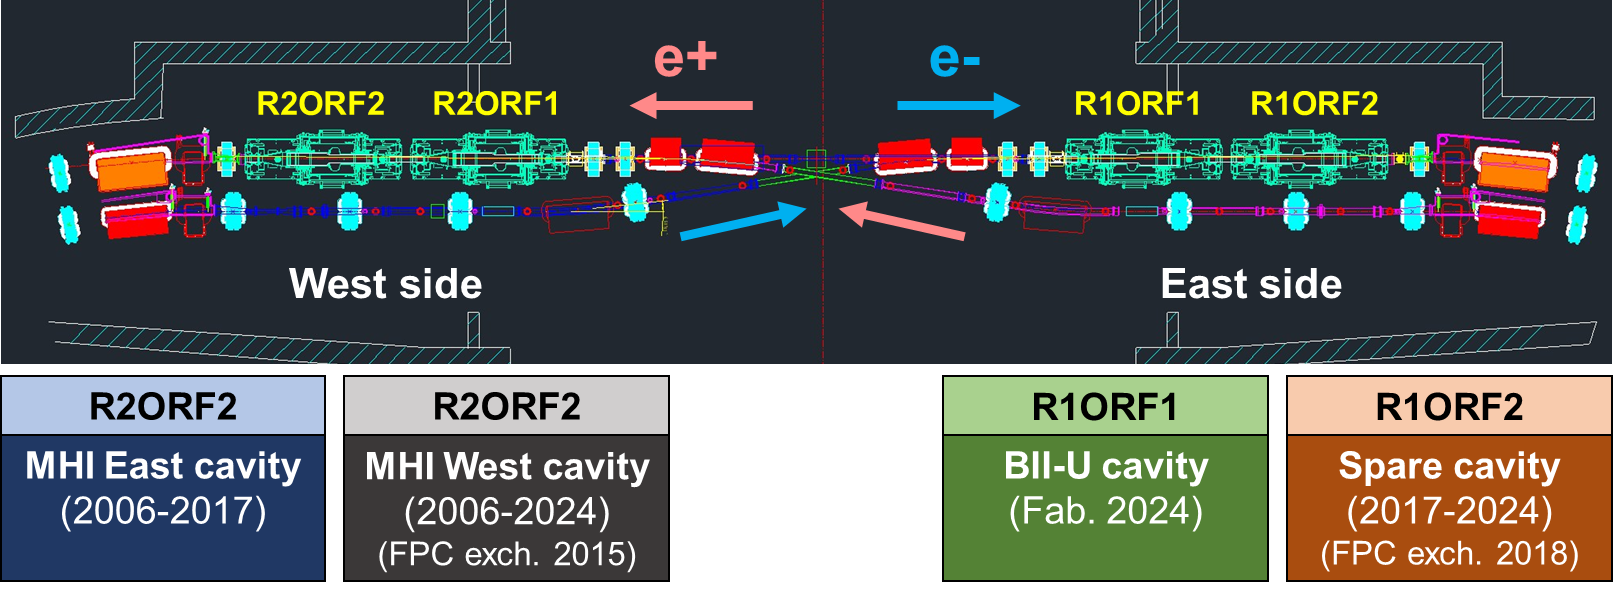 e+
e-
R2ORF2
R2ORF1
R1ORF1
R1ORF2
West side
East side
R2ORF2
MHI East cavity
(2006-2017)
R2ORF2
MHI West cavity
(2006-2024)
(FPC exch. 2015)
R1ORF1
BII-U cavity
(Fab. 2024)
R1ORF2
Spare cavity
(2017-2024)
(FPC exch. 2018)